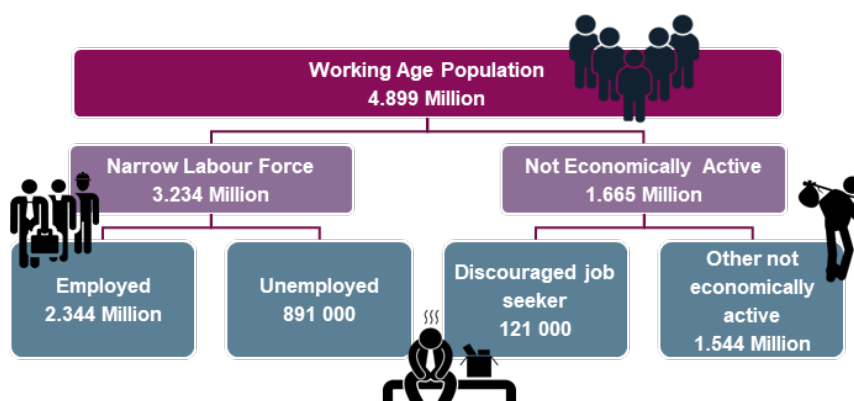 Working Age Population
4.899 Million
Narrow Labour Force
3.234 Million
Not Economically Active
1.665 Million
Employed
2.344 Million
Unemployed
891 000
Discouraged job
seeker
121 000
Other not
economically
active
1.544 Million